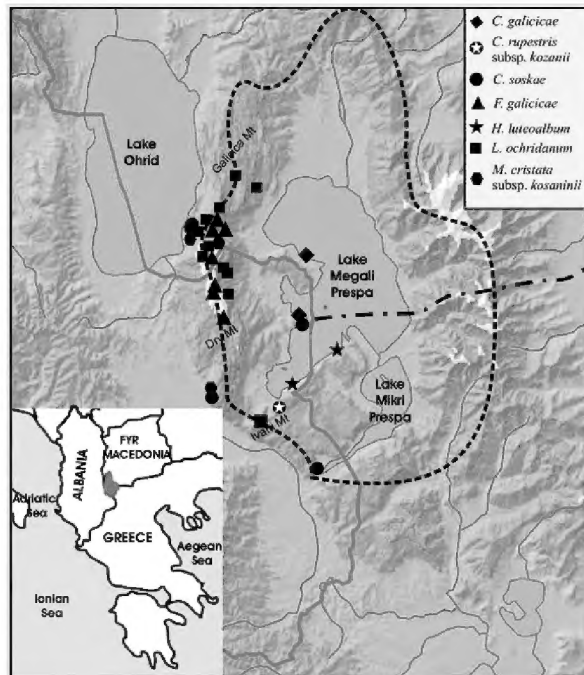 C. galicicae
C. rupestris
subsp. kozanii
C. soskae
F. galicicae
H. luteoalbum
L. ochridanum
M. cristata
subsp. kosaninii
Lake
Ohrid
Galicica Mt
Lake
Megali
Prespa
Dry Mt
Lake
Mikri
Prespa
Ivan Mt
FYR
MACEDONIA
ALBANIA
Adriatic
Sea
GREECE
Aegean
Sea
Ionian
Sea